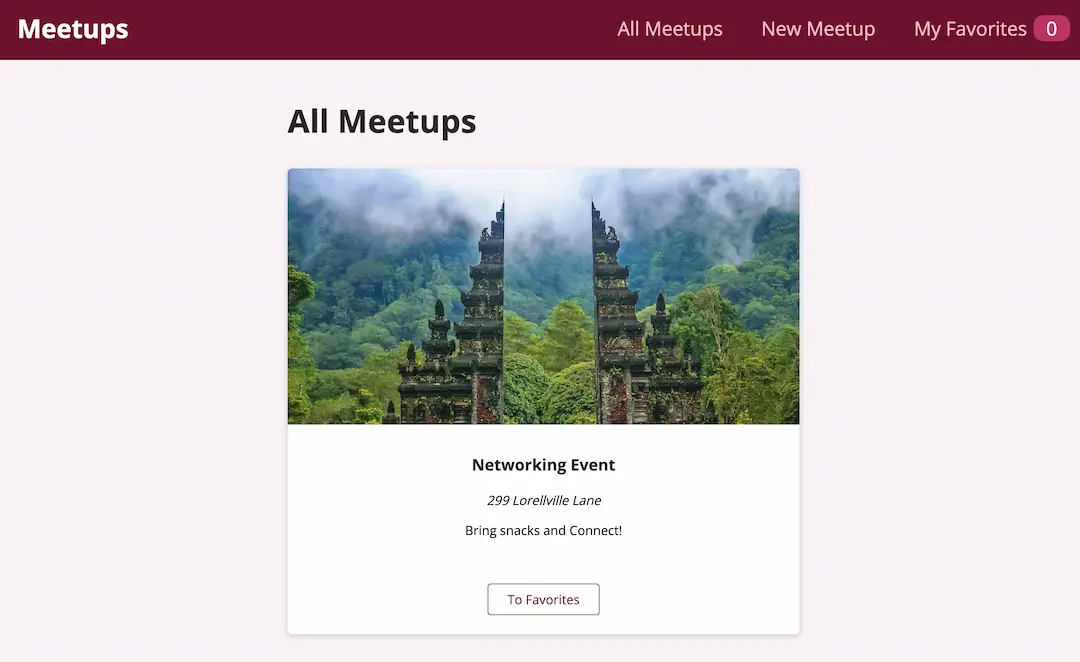 Meetups
All Meetups
New Meetup
My Favorites 0
All Meetups
Networking Event
299 Lorellville Lane
Bring snacks and Connect!
To Favorites